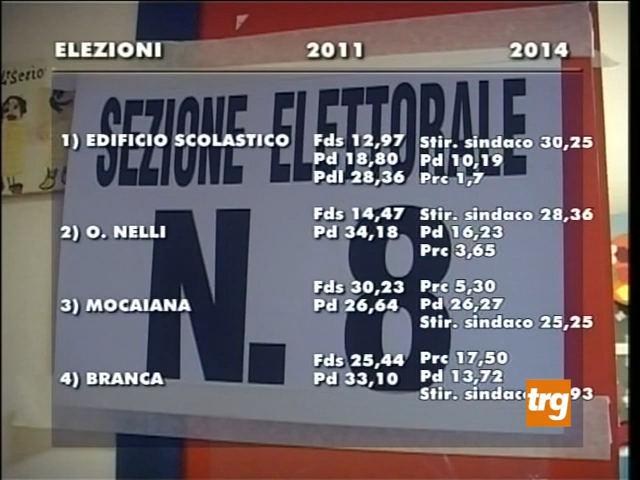 ELEZIONI 2011 2014
iserio
SEZIONE ELETTORALE
N. 8
1) EDIFICIO SCOLASTICO Fds 12,97 Stir. sindaco 30,25
Pd 18,80 Pd 10,19
Pdl 28,36 Prc 1,7
2) O. NELLI Fds 14,47 Stir. sindaco 28,36
Pd 34,18 Pd 16,23
Prc 3,65
3) MOCAIANA Fds 30,23 Prc 5,30
Pd 26,64 Pd 26,27
Stir. sindaco 25,25
4) BRANCA Fds 25,44 Prc 17,50
Pd 33,10 Pd 13,72
Stir. 93
trg